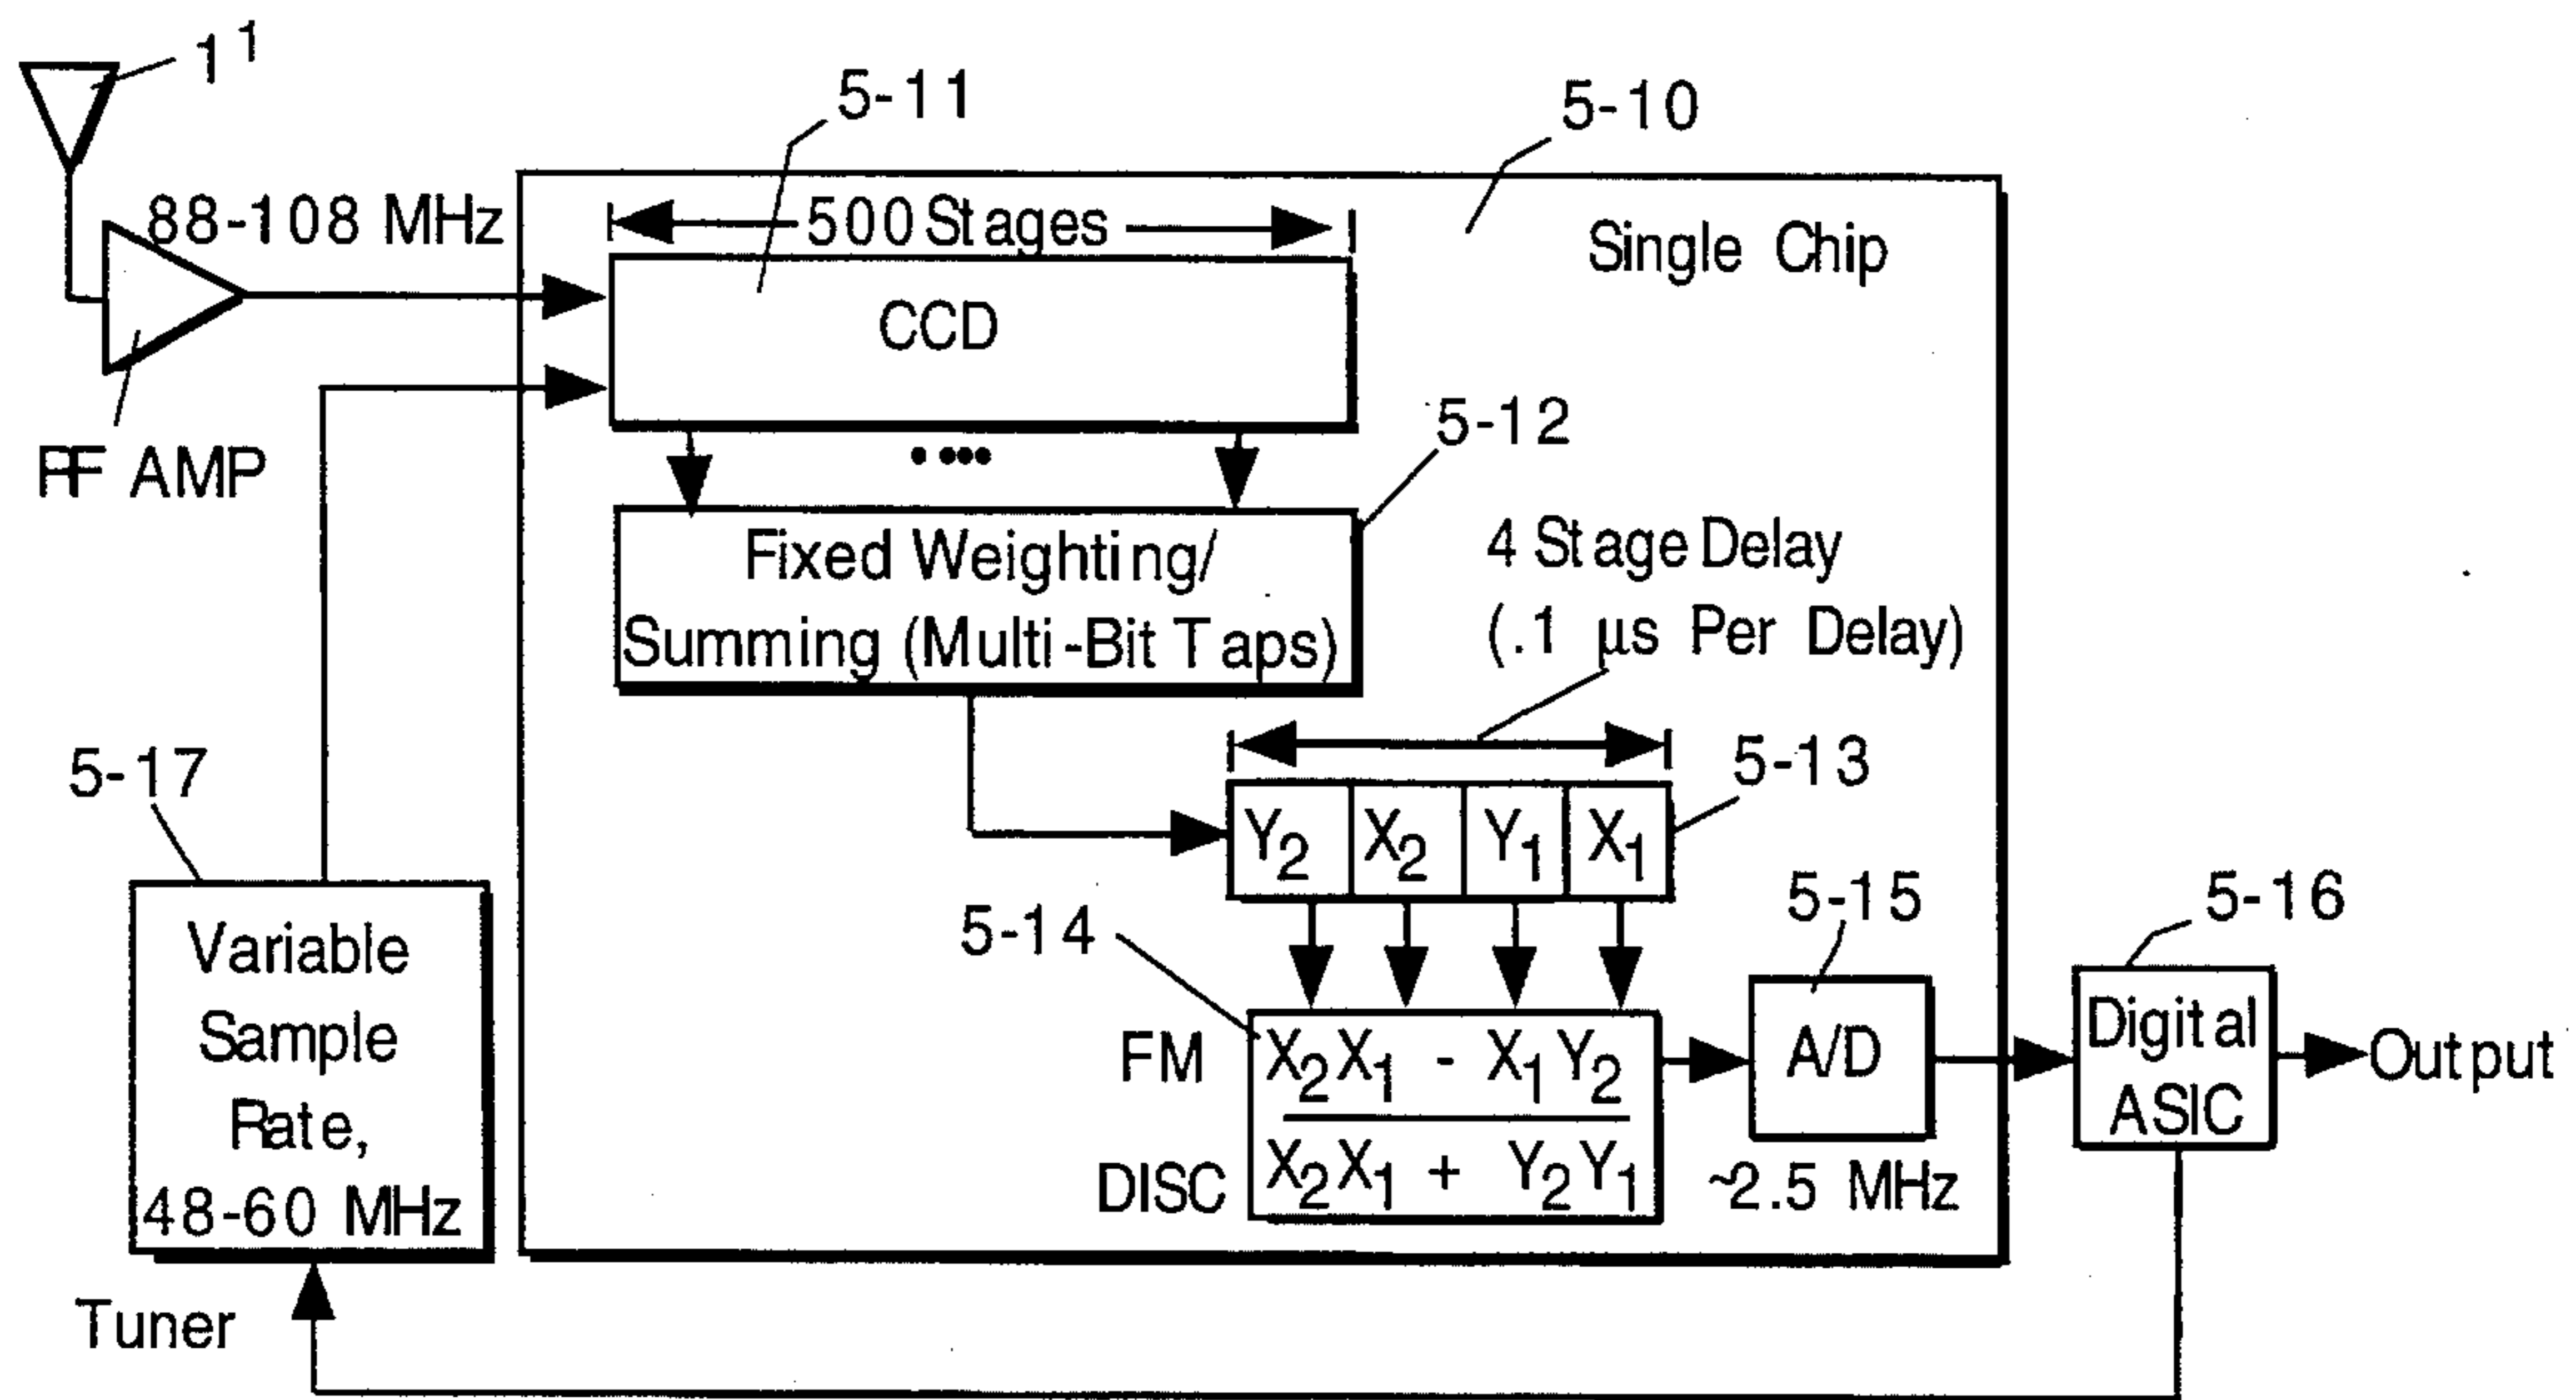 1 1
5-11
5-10
88-108 MHz
500 Stages
Single Chip
CCD
RF AMP
5-12
Fixed Weighting/
Summing (Multi-Bit Taps)
4 Stage Delay
(.1 µs Per Delay)
5-17
5-13
Y2 X2 Y1 X1
Variable
Sample
Rate,
48-60 MHz
5-14
5-15
5-16
FM
X2X1 - X1Y2
DISC
X2X1 + Y2Y1
A/D
~2.5 MHz
Digital
ASIC
Output
Tuner